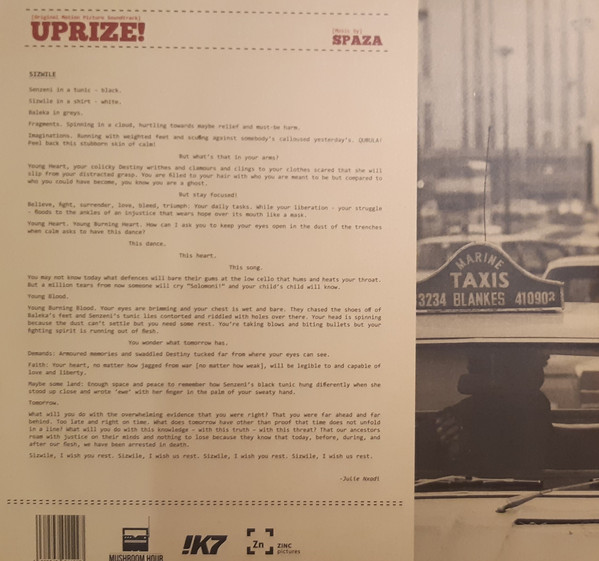 [Original Motion Picture Soundtrack]
UPRIZE!
[Music by]
SPAZA
SIZWILE
Senzeni in a tunic - black.
Sizwile in a shirt - white.
Baleka in greys.
Fragments. Spinning in a cloud, hurtling towards maybe relief and must-be harm.
Imaginations. Running with weighted feet and against somebody's calloused yesterday's. QUBULA!
Peel back this stubborn skin of calm!
But what's that in your arms?
Young Heart, your colicky Destiny writhes and clamours and clings to your clothes scared that she will
slip from your distracted grasp. You are filed to your hair with who you are meant to be but compared to
who you could have become, you know you are a ghost.
But stay focused!
Believe, fight, surrender, love, bleed, triumph: Your daily tasks. While your liberation - your struggle
- floods to the ankles of an injustice that wears hope over its mouth like a mask.
Young Heart. Young Burning Heart. How can I ask you to keep your eyes open in the dust of the trenches
when calm asks to have this dance?
This dance.
This heart.
This song.
You may not know today what defences will bare their gums at the low cello that hums and heats your throat.
But a million tears from now someone will cry "Solomon!" and your child's child will know.
Young Blood.
Young Burning Blood. Your eyes are brimming and your chest is wet and bare. They chased the shoes off of
Baleka's feet and Senzeni's tunic lies contorted and riddled with holes over there. Your head is spinning
because the dust can't settle but you need some rest. You're taking blows and biting bullets but your
fighting spirit is running out of flesh.
You wonder what tomorrow has.
Demands: Armoured memories and swaddled Destiny tucked far from where your eyes can see.
Faith: Your heart, no matter how jagged from war [no matter how weak], will be legible to and capable of
love and liberty.
Maybe some land: Enough space and peace to remember how Senzeni's black tunic hung differently when she
stood up close and wrote "ewe" with her finger in the palm of your sweaty hand.
Tomorrow.
What will you do with the overwhelming evidence that you were right? That you were far ahead and far
behind. Too late and right on time. What does tomorrow have other than proof that time does not unfold
in a line? What will you do with this knowledge - with this truth - with this threat? That our ancestors
roam with justice on their minds and nothing to lose because they know that today, before, during, and
after our flesh, we have been arrested in death.
Sizwile, I wish you rest. Sizwile, I wish us rest. Sizwile, I wish you rest. Sizwile, I wish us rest.
-Julie Nxadi
MUSHROOM HOUR
!K7
Zn
ZINC
pictures
MARINE
TAXIS
3234 BLANKES 410903